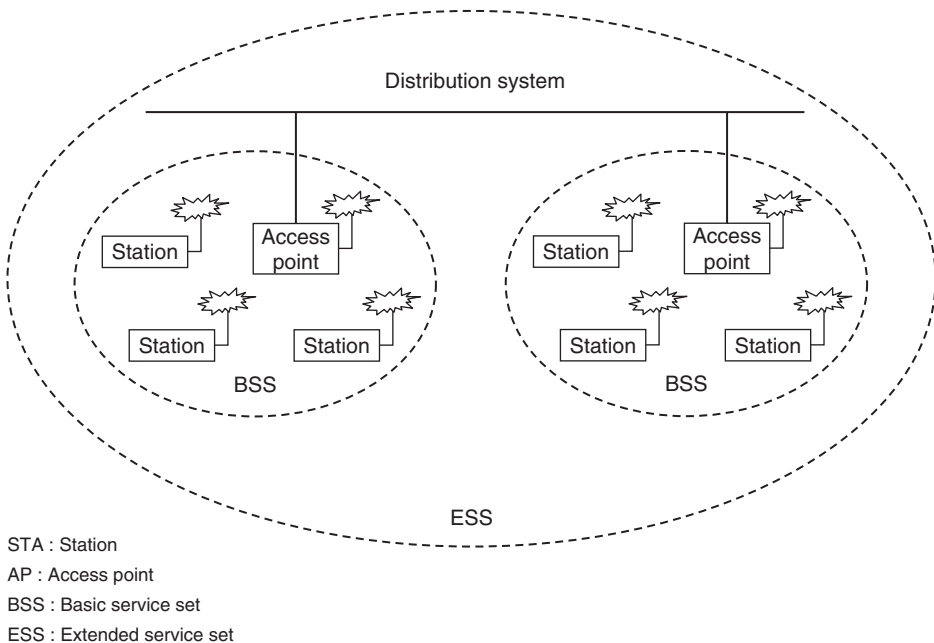 Distribution system
Station
Access
point
Station
Access
point
Station
Station
Station
Station
BSS
BSS
ESS
STA : Station
AP : Access point
BSS : Basic service set
ESS : Extended service set